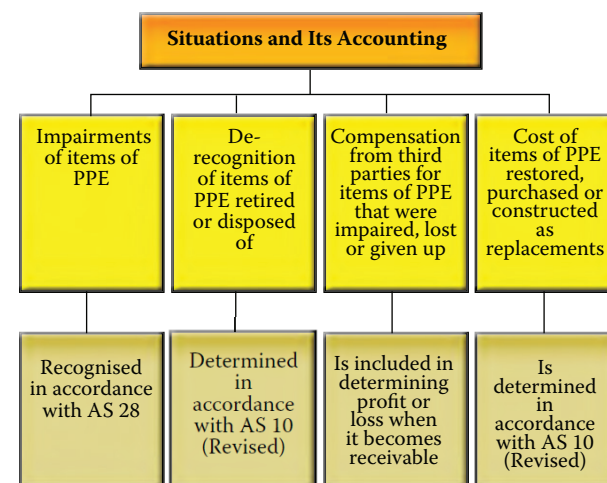 Situations and Its Accounting
Impairments
of items of
PPE
De-
recognition
of items of
PPE retired
or disposed
of
Compensation
from third
parties for
items of PPE
that were
impaired, lost
or given up
Cost of
items of PPE
restored,
purchased or
constructed
as
replacements
Recognised
in accordance
with AS 28
Determined
in
accordance
with AS 10
(Revised)
Is included in
determining
profit or
loss when
it becomes
receivable
Is
determined
in
accordance
with AS 10
(Revised)